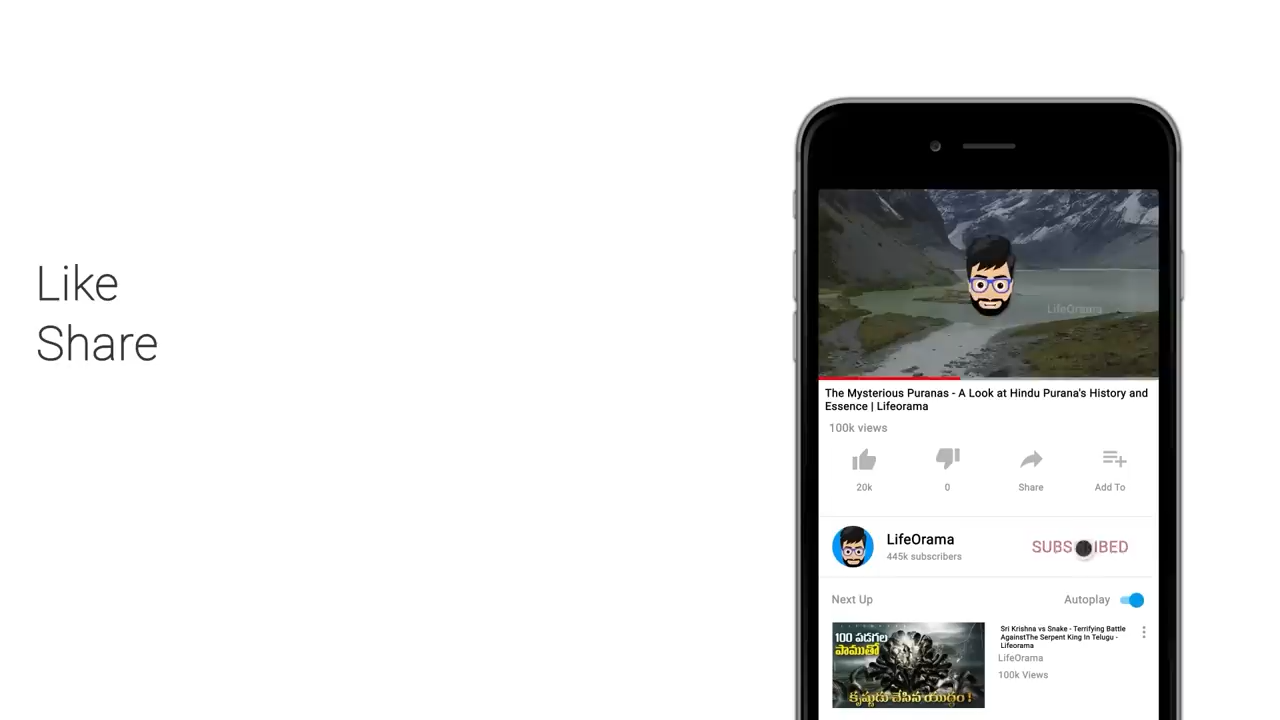 Like
Share
LifeOrama
The Mysterious Puranas - A Look at Hindu Purana's History and
Essence | Lifeorama
100k views
20k
0
Share
Add To
LifeOrama
445k subscribers
SUBSCRIBED
Next Up
Autoplay
100 పడగల
పాముతో
కృష్ణుడు చేసిన యుద్ధం !
Sri Krishna vs Snake - Terrifying Battle
AgainstThe Serpent King In Telugu -
Lifeorama
LifeOrama
100k Views